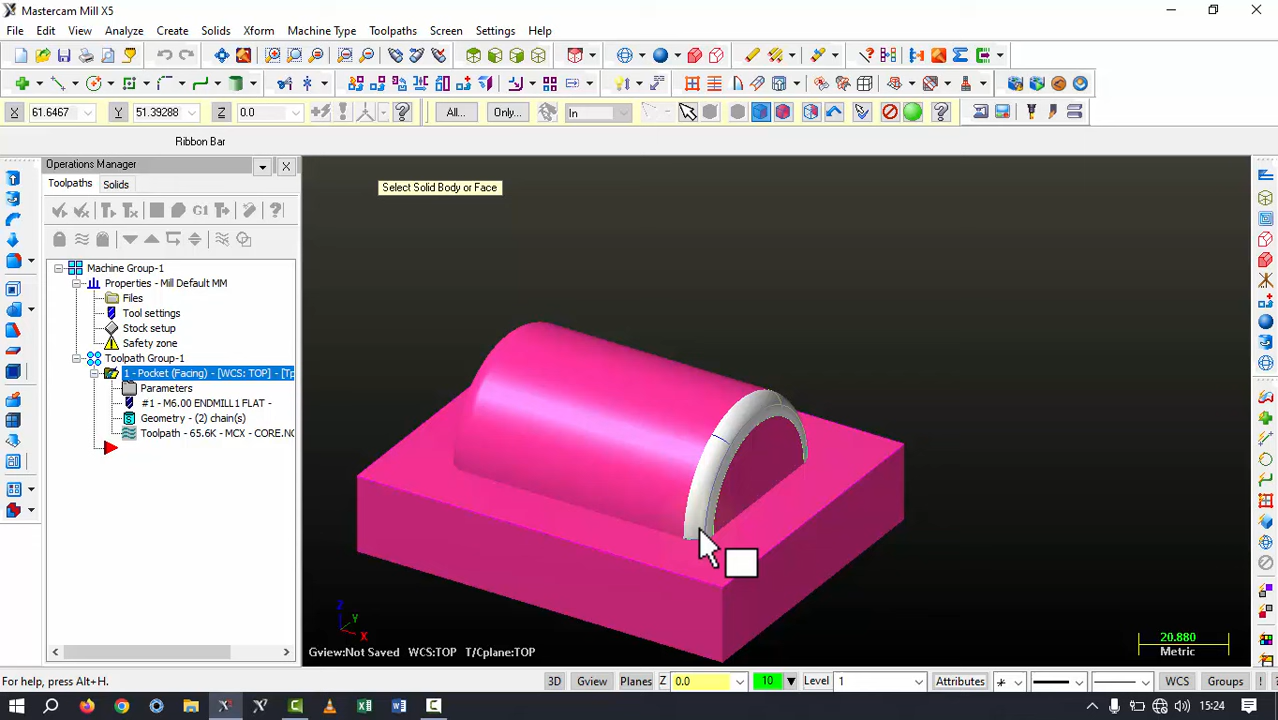 Mastercam Mill X5
File Edit View Analyze Create Solids Xform Machine Type Toolpaths Screen Settings Help
X 61.6467 Y 51.39288 Z 0.0 All... Only... In
Ribbon Bar
Operations Manager
Toolpaths Solids
G1
Select Solid Body or Face
Machine Group-1
Properties - Mill Default MM
Files
Tool settings
Stock setup
Safety zone
Toolpath Group-1
1 - Pocket (Facing) - [WCS: TOP] - [Tp
Parameters
#1 - M6.00 ENDMILL1 FLAT -
Geometry - (2) chain(s)
Toolpath - 65.6K - MCX - CORE.NC
Z
Y
X
Gview:Not Saved WCS:TOP T/Cplane:TOP
20.880
Metric
For help, press Alt+H.
3D Gview Planes Z 0.0 10 Level 1 Attributes WCS Groups ! ?
15:24